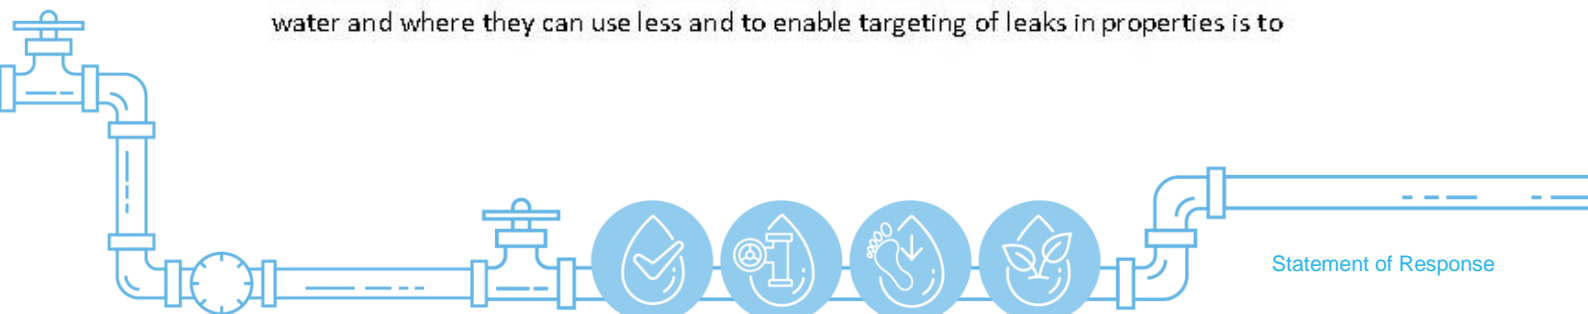 water and where they can use less and to enable targeting of leaks in properties is to
Statement of Response